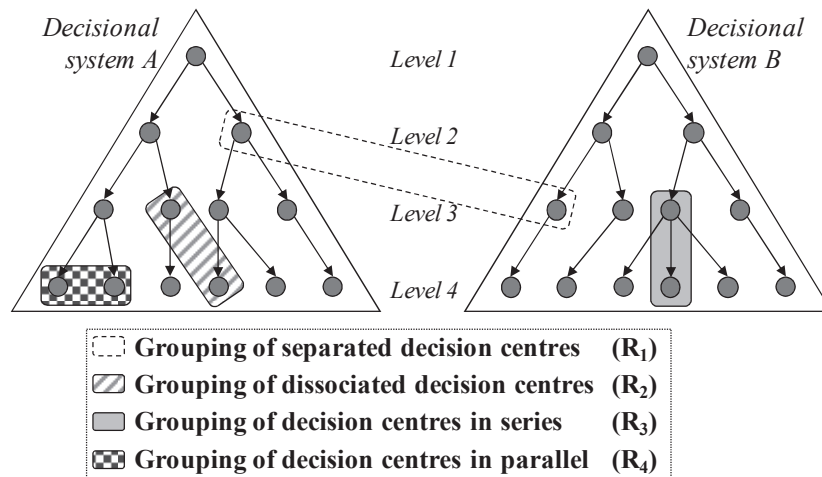 Decisional
system A
Decisional
system B
Level 1
Level 2
Level 3
Level 4
Grouping of separated decision centres (R₁)
Grouping of dissociated decision centres (R₂)
Grouping of decision centres in series (R₃)
Grouping of decision centres in parallel (R₄)